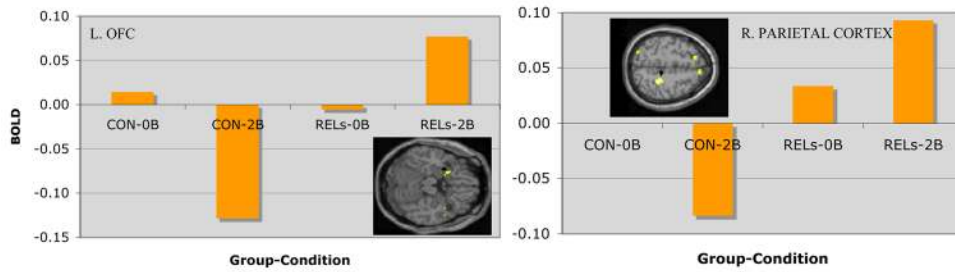 L. OFC
BOLD
0.10
0.05
0.00
-0.05
-0.10
-0.15
CON-0B CON-2B RELs-0B RELs-2B
Group-Condition
R. PARIETAL CORTEX
0.10
0.05
0.00
-0.05
-0.10
CON-0B CON-2B RELs-0B RELs-2B
Group-Condition